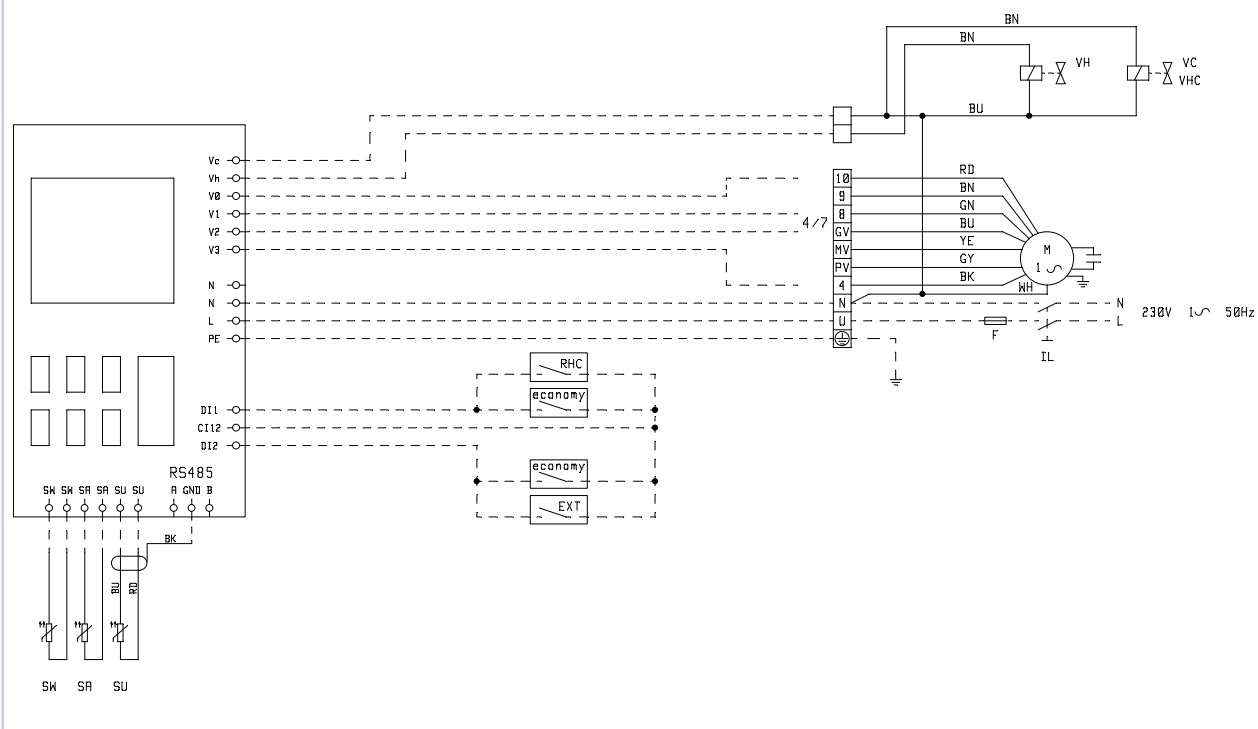 BN
BN
VH
VC
VHC
BU
Vc
Vh
V0
V1
V2
V3
N
N
L
PE
4/7
10
9
8
GV
MV
PV
4
N
U
RD
BN
GN
BU
YE
GY
BK
WH
M
1
N
L
230V 1 50Hz
F
IL
RHC
economy
DI1
CI12
DI2
economy
EXT
RS485
SW SW SA SA SU SU A GND B
BK
BU
RD
SW SA SU